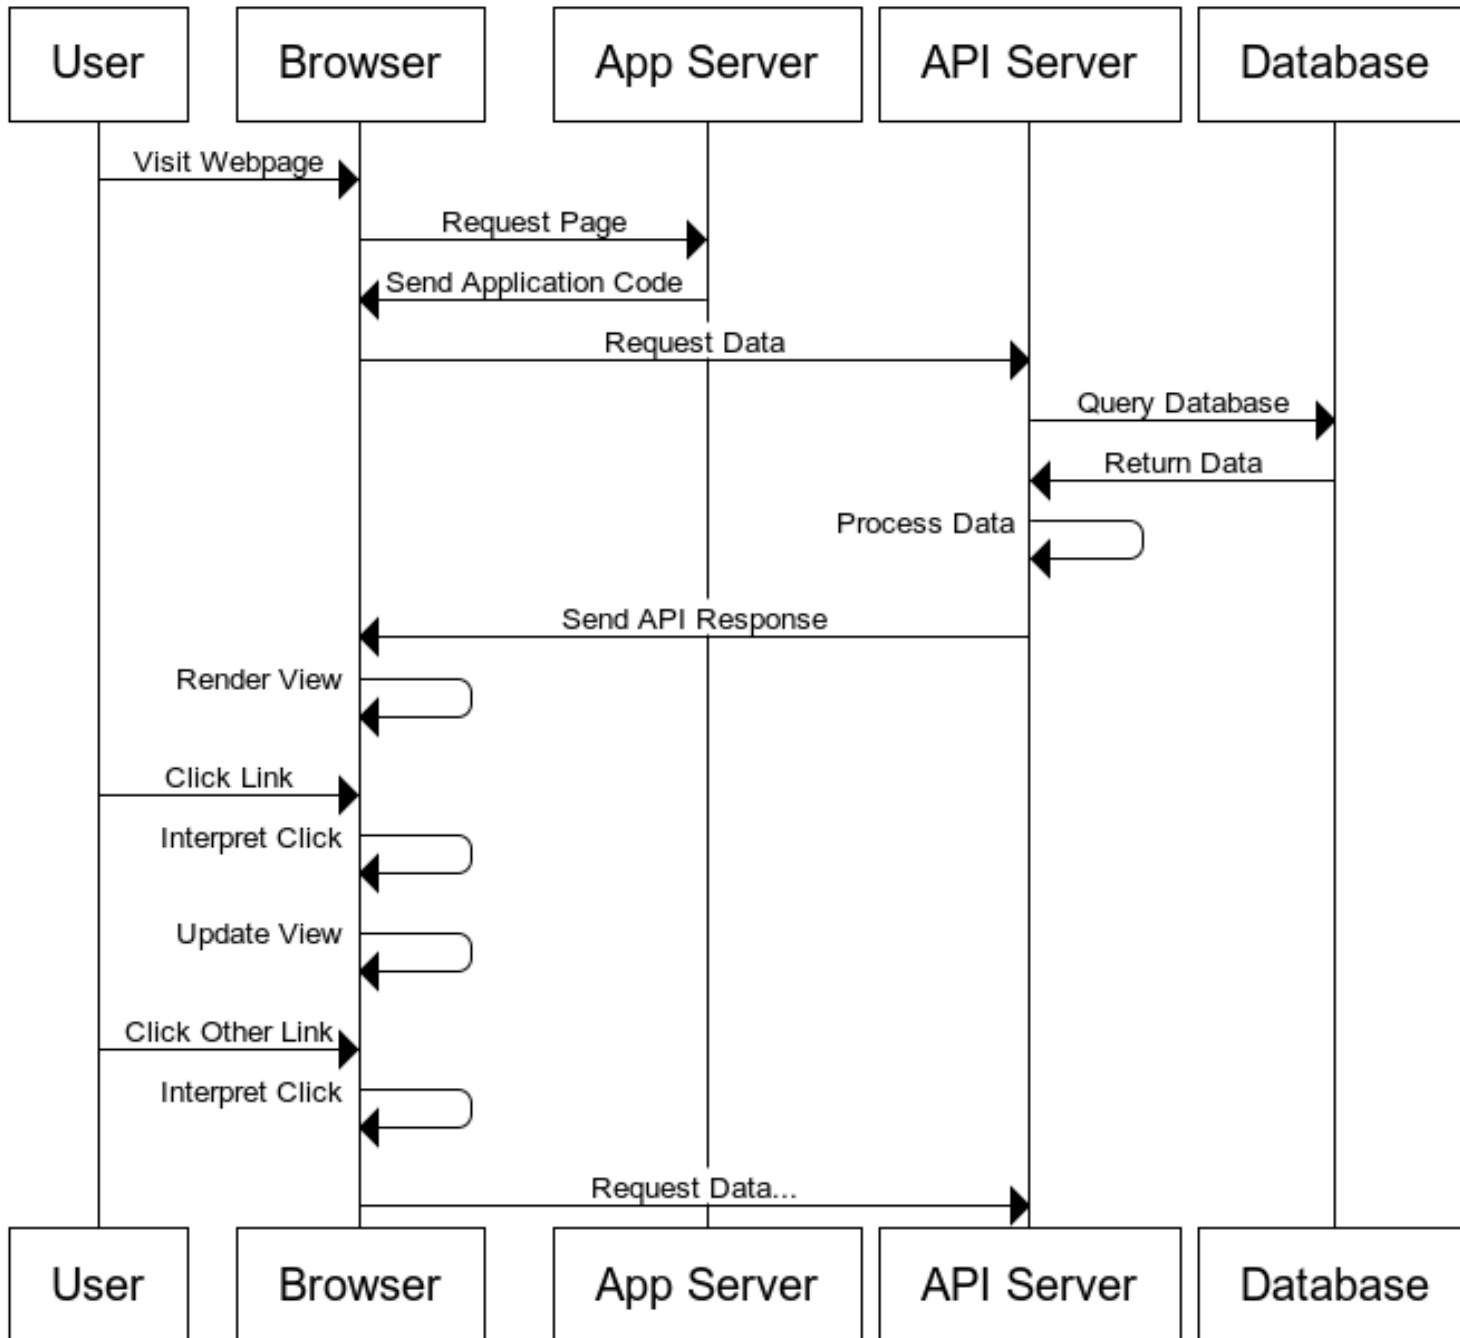 User Browser App Server API Server Database
Visit Webpage
Request Page
Send Application Code
Request Data
Query Database
Return Data
Process Data
Send API Response
Render View
Click Link
Interpret Click
Update View
Click Other Link
Interpret Click
Request Data...
User Browser App Server API Server Database